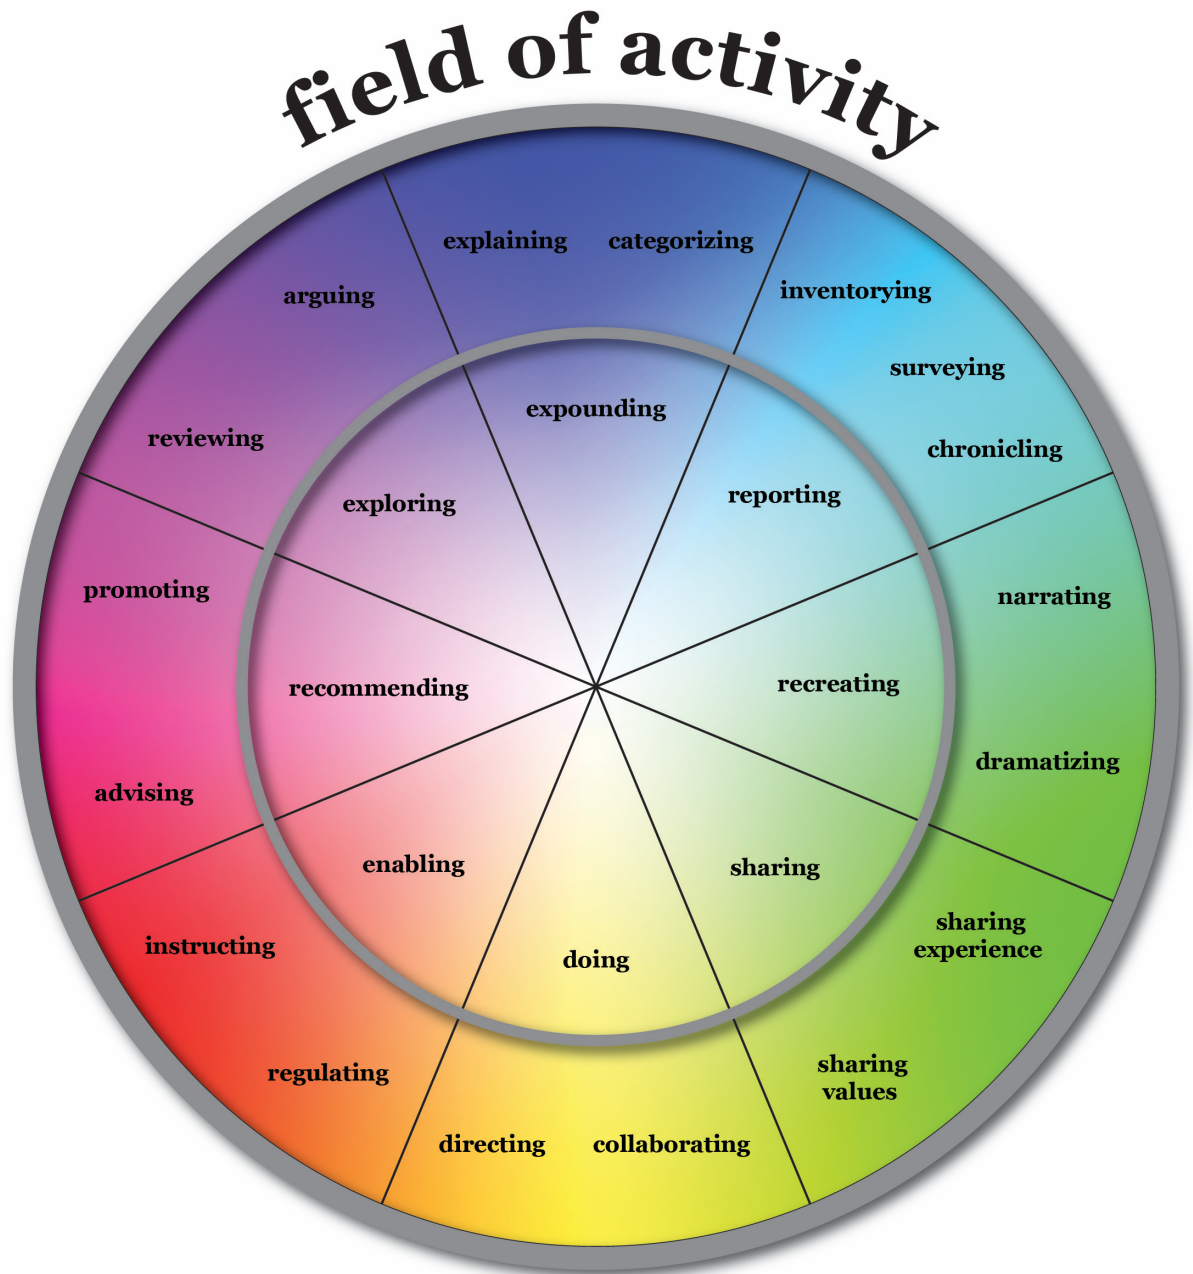 field of activity
explaining
categorizing
arguing
inventorying
surveying
reviewing
chronicling
expounding
exploring
reporting
promoting
narrating
recommending
recreating
advising
dramatizing
enabling
sharing
instructing
sharing
experience
doing
regulating
sharing
values
directing
collaborating